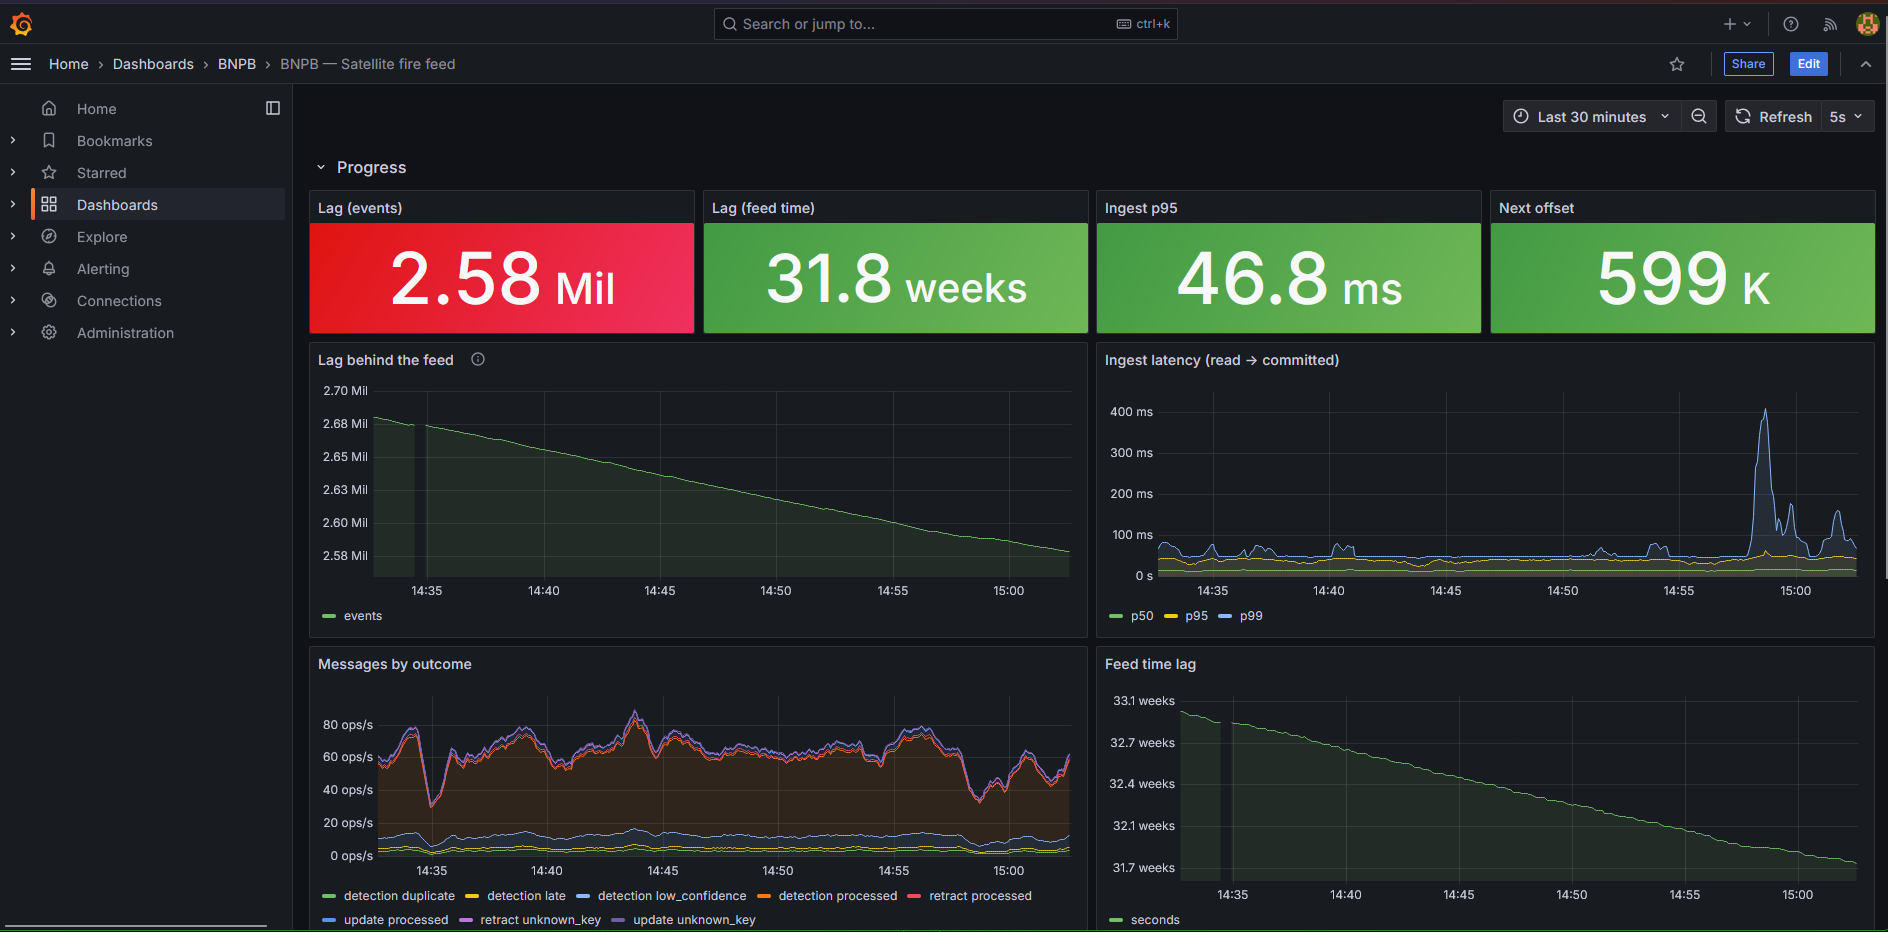 Search or jump to... ctrl+k
Home › Dashboards › BNPB › BNPB — Satellite fire feed
Share
Edit
Home
Bookmarks
Starred
Dashboards
Explore
Alerting
Connections
Administration
Last 30 minutes
Refresh 5s
Progress
Lag (events)
2.58 Mil
Lag (feed time)
31.8 weeks
Ingest p95
46.8 ms
Next offset
599 K
Lag behind the feed
2.70 Mil
2.68 Mil
2.65 Mil
2.63 Mil
2.60 Mil
2.58 Mil
14:35 14:40 14:45 14:50 14:55 15:00
events
Ingest latency (read → committed)
400 ms
300 ms
200 ms
100 ms
0 s
14:35 14:40 14:45 14:50 14:55 15:00
p50 p95 p99
Messages by outcome
80 ops/s
60 ops/s
40 ops/s
20 ops/s
0 ops/s
14:35 14:40 14:45 14:50 14:55 15:00
detection duplicate detection late detection low_confidence detection processed retract processed
update processed retract unknown_key update unknown_key
Feed time lag
33.1 weeks
32.7 weeks
32.4 weeks
32.1 weeks
31.7 weeks
14:35 14:40 14:45 14:50 14:55 15:00
seconds